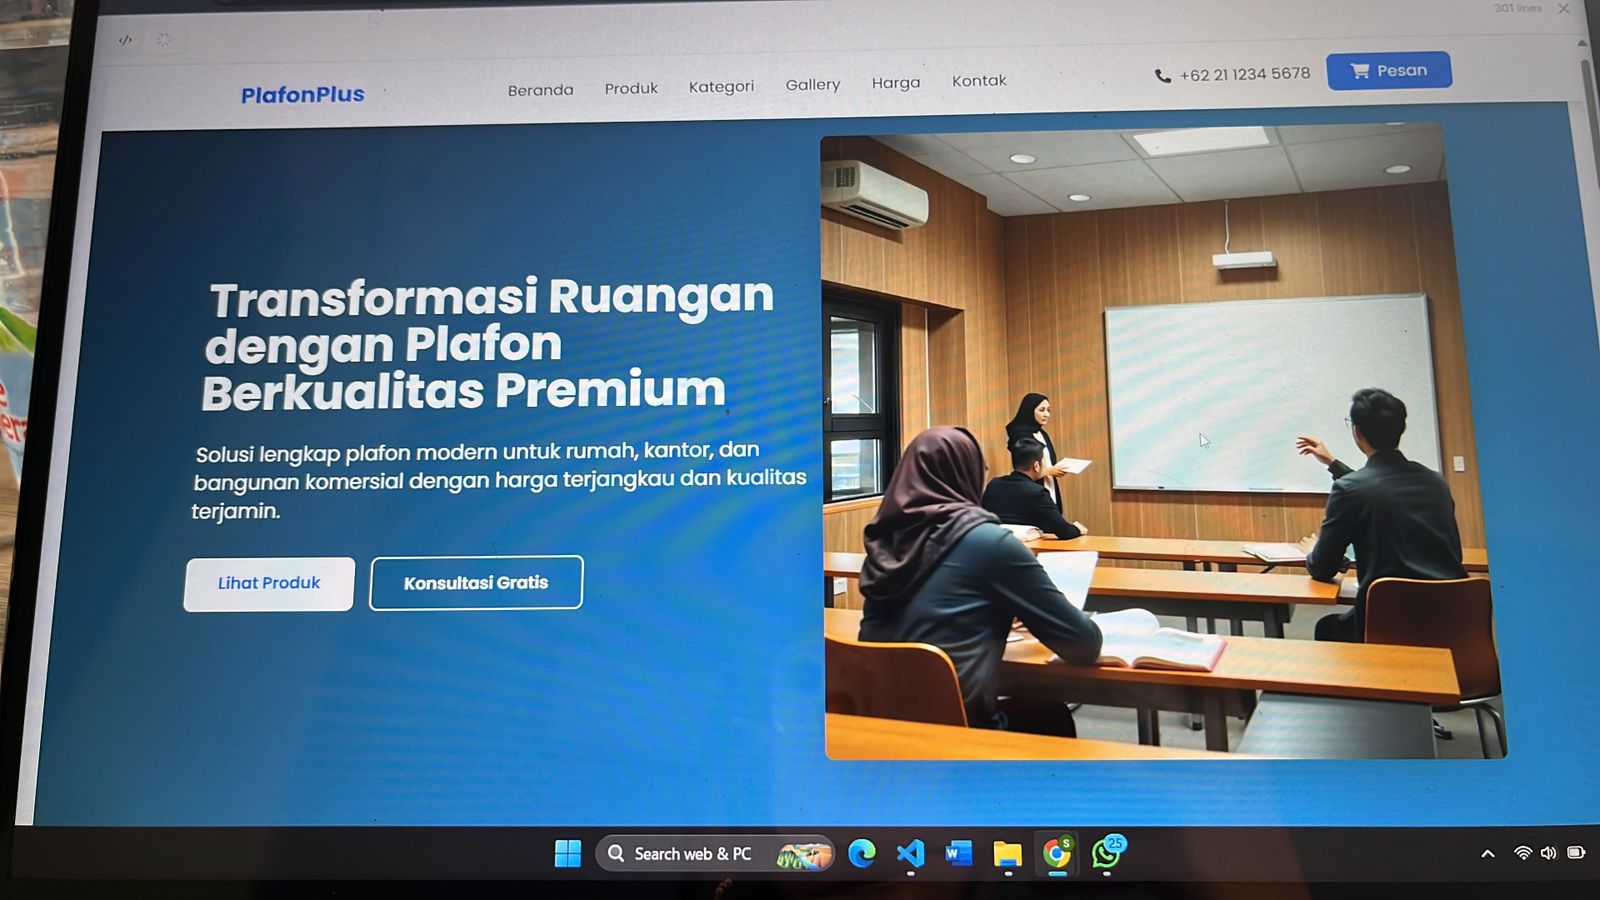 301 lines
</>
PlafonPlus
Beranda
Produk
Kategori
Gallery
Harga
Kontak
+62 21 1234 5678
Pesan
Transformasi Ruangan
dengan Plafon
Berkualitas Premium
Solusi lengkap plafon modern untuk rumah, kantor, dan
bangunan komersial dengan harga terjangkau dan kualitas
terjamin.
Lihat Produk
Konsultasi Gratis
Search web & PC
W
S
25